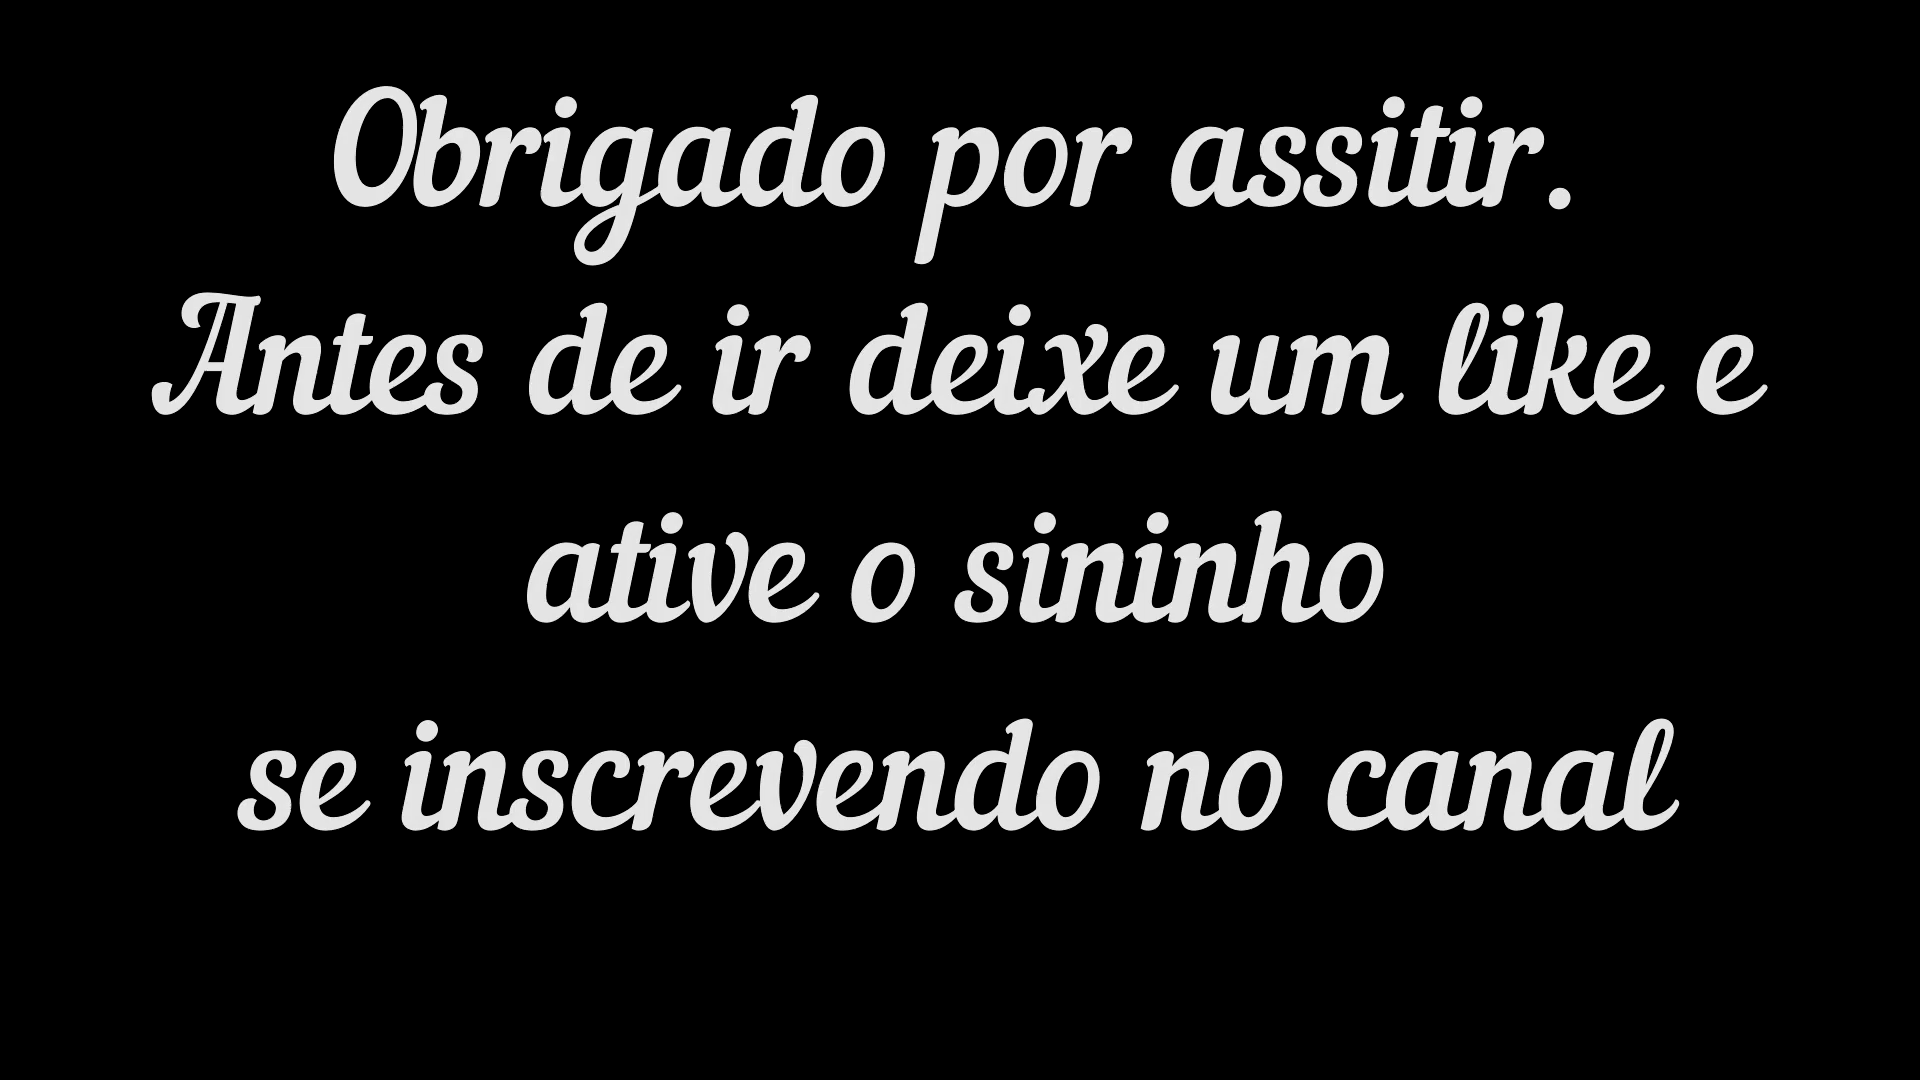 Obrigado por assitir.
Antes de ir deixe um like e
ative o sininho
se inscrevendo no canal